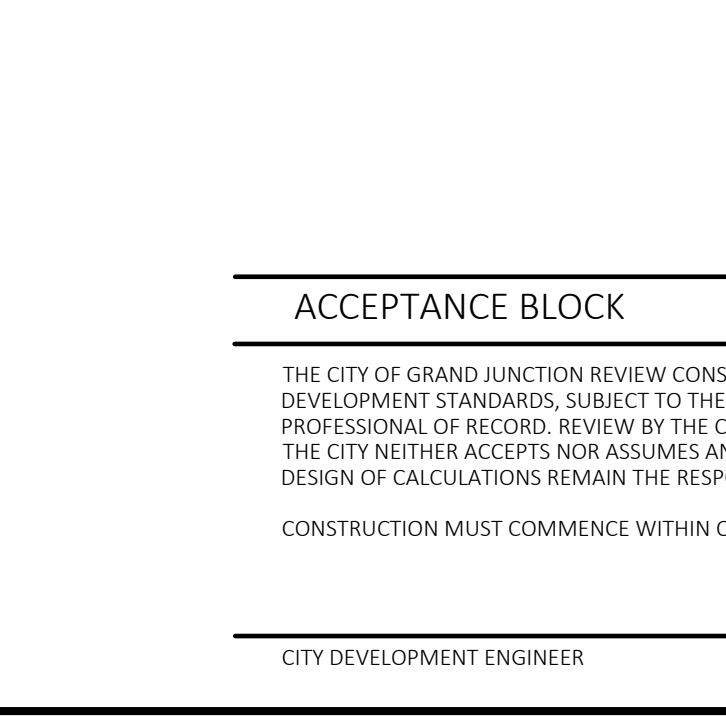 ACCEPTANCE BLOCK
THE CITY OF GRAND JUNCTION REVIEW CONS
DEVELOPMENT STANDARDS, SUBJECT TO THE
PROFESSIONAL OF RECORD. REVIEW BY THE C
THE CITY NEITHER ACCEPTS NOR ASSUMES AN
DESIGN OF CALCULATIONS REMAIN THE RESP
CONSTRUCTION MUST COMMENCE WITHIN O
CITY DEVELOPMENT ENGINEER